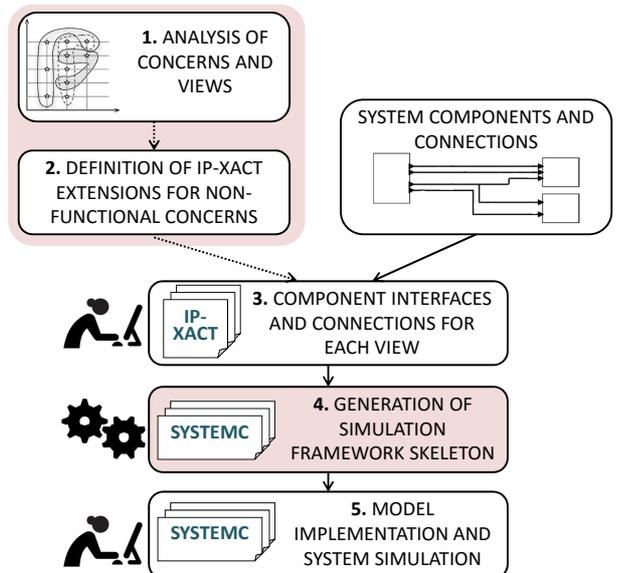 1. ANALYSIS OF
CONCERNS AND
VIEWS
2. DEFINITION OF IP-XACT
EXTENSIONS FOR NON-
FUNCTIONAL CONCERNS
SYSTEM COMPONENTS AND
CONNECTIONS
IP-
XACT
3. COMPONENT INTERFACES
AND CONNECTIONS FOR
EACH VIEW
SYSTEMC
4. GENERATION OF
SIMULATION
FRAMEWORK SKELETON
SYSTEMC
5. MODEL
IMPLEMENTATION AND
SYSTEM SIMULATION